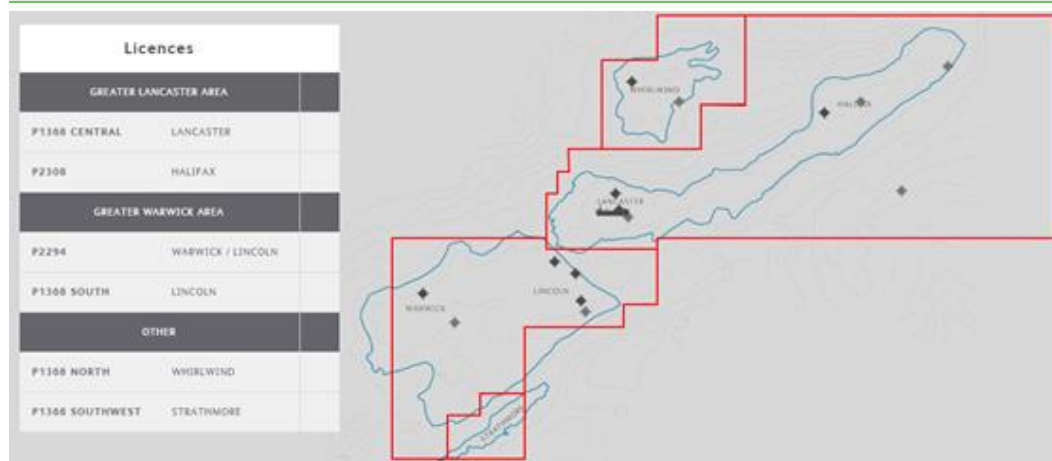 Licences
GREATER LANCASTER AREA
P1368 CENTRAL LANCASTER
P2308 HALIFAX
GREATER WARWICK AREA
P2294 WARWICK / LINCOLN
P1368 SOUTH LINCOLN
OTHER
P1368 NORTH WHIRLWIND
P1368 SOUTHWEST STRATHMORE
WHIRLWIND
HALIFAX
LANCASTER
LINCOLN
WARWICK
STRATHMORE